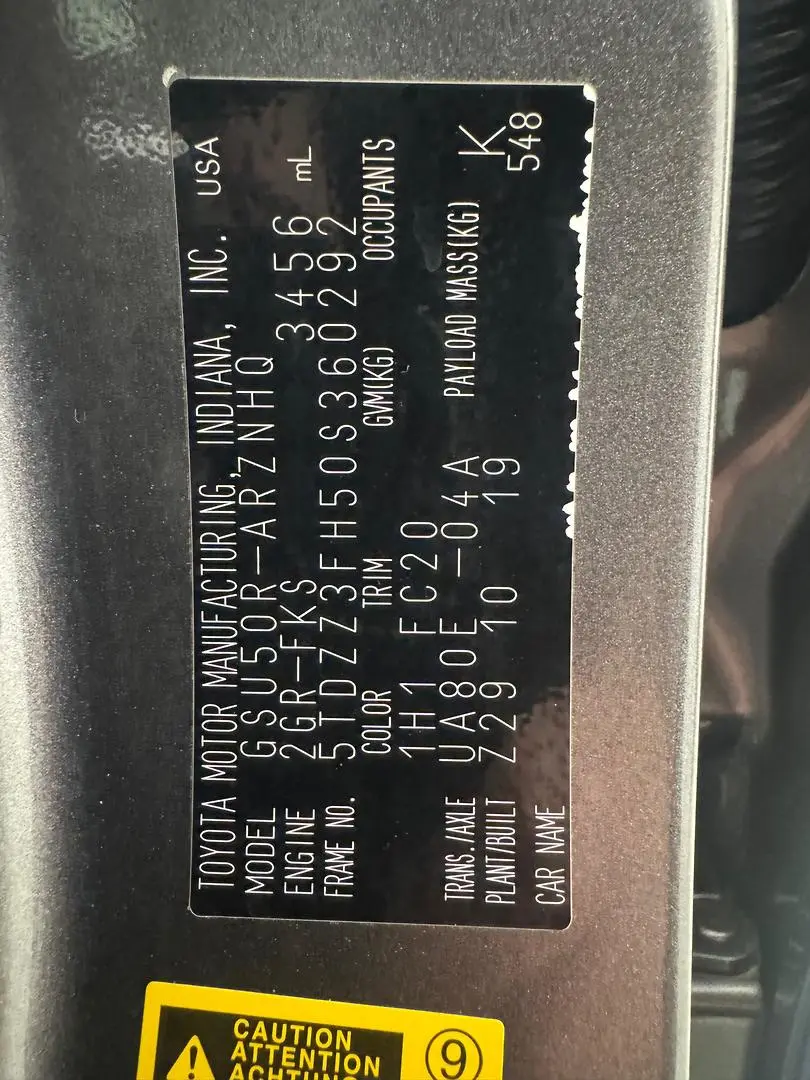 TOYOTA MOTOR MANUFACTURING, INDIANA, INC. USA
MODEL GSU50R-ARZNHQ
ENGINE 2GR-FKS 3456 mL
FRAME NO. 5TDZZ3FH50S360292
COLOR TRIM GVM(KG) OCCUPANTS
1H1 FC20
TRANS./AXLE UA80E-04A PAYLOAD MASS(KG) K
PLANT/BUILT Z29 10 19 548
CAR NAME
CAUTION
ATTENTION
ACHTUNG
9